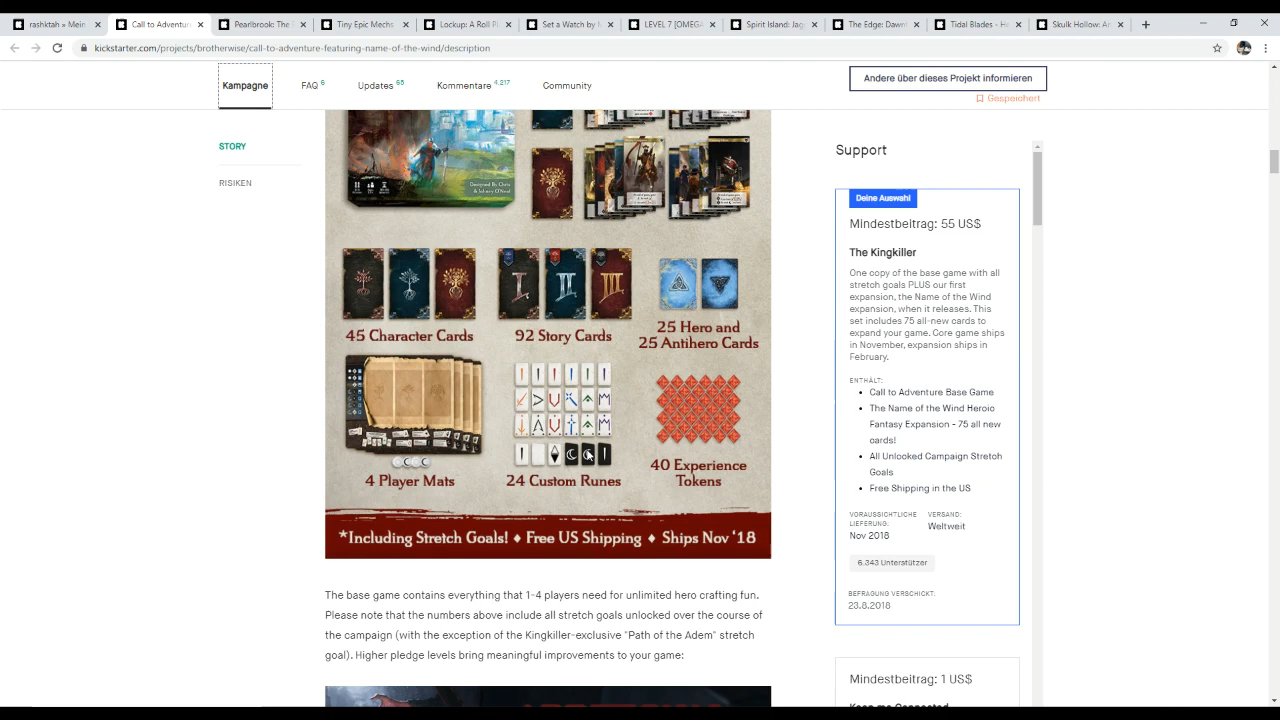 rashktah » Mein
Call to Adventur
Pearlbrook: The
Tiny Epic Mechs
Lockup: A Roll P
Set a Watch by
LEVEL 7 [OMEGA
Spirit Island: Jag
The Edge: Dawn
Tidal Blades - He
Skulk Hollow: A
kickstarter.com/projects/brotherwise/call-to-adventure-featuring-name-of-the-wind/description
Kampagne FAQ 6 Updates 65 Kommentare 4.217 Community
Andere über dieses Projekt informieren
Gespeichert
STORY
RISIKEN
Designed By Chris
& Johnny O'Neal
I II III
45 Character Cards
92 Story Cards
25 Hero and
25 Antihero Cards
4 Player Mats
24 Custom Runes
40 Experience
Tokens
*Including Stretch Goals! ♦ Free US Shipping ♦ Ships Nov '18
The base game contains everything that 1-4 players need for unlimited hero crafting fun.
Please note that the numbers above include all stretch goals unlocked over the course of
the campaign (with the exception of the Kingkiller-exclusive "Path of the Adem" stretch
goal). Higher pledge levels bring meaningful improvements to your game:
Support
Deine Auswahl
Mindestbeitrag: 55 US$
The Kingkiller
One copy of the base game with all
stretch goals PLUS our first
expansion, the Name of the Wind
expansion, when it releases. This
set includes 75 all-new cards to
expand your game. Core game ships
in November, expansion ships in
February.
ENTHÄLT:
• Call to Adventure Base Game
• The Name of the Wind Heroic
Fantasy Expansion - 75 all new
cards!
• All Unlocked Campaign Stretch
Goals
• Free Shipping in the US
VORAUSSICHTLICHE
LIEFERUNG:
Nov 2018
VERSAND:
Weltweit
6.343 Unterstützer
BEFRAGUNG VERSCHICKT:
23.8.2018
Mindestbeitrag: 1 US$
Keep me Connected